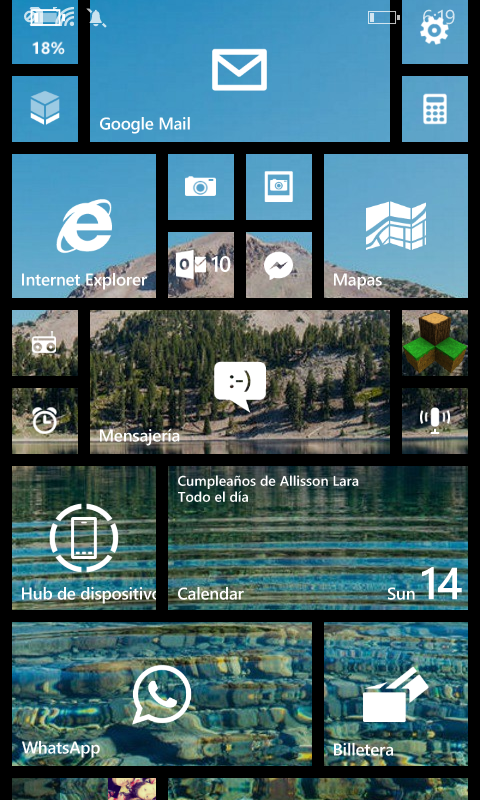 6:19
18%
Google Mail
Internet Explorer
10
Mapas
:-)
Mensajería
Cumpleaños de Allisson Lara
Todo el día
Hub de dispositivo
Calendar
Sun 14
WhatsApp
Billetera